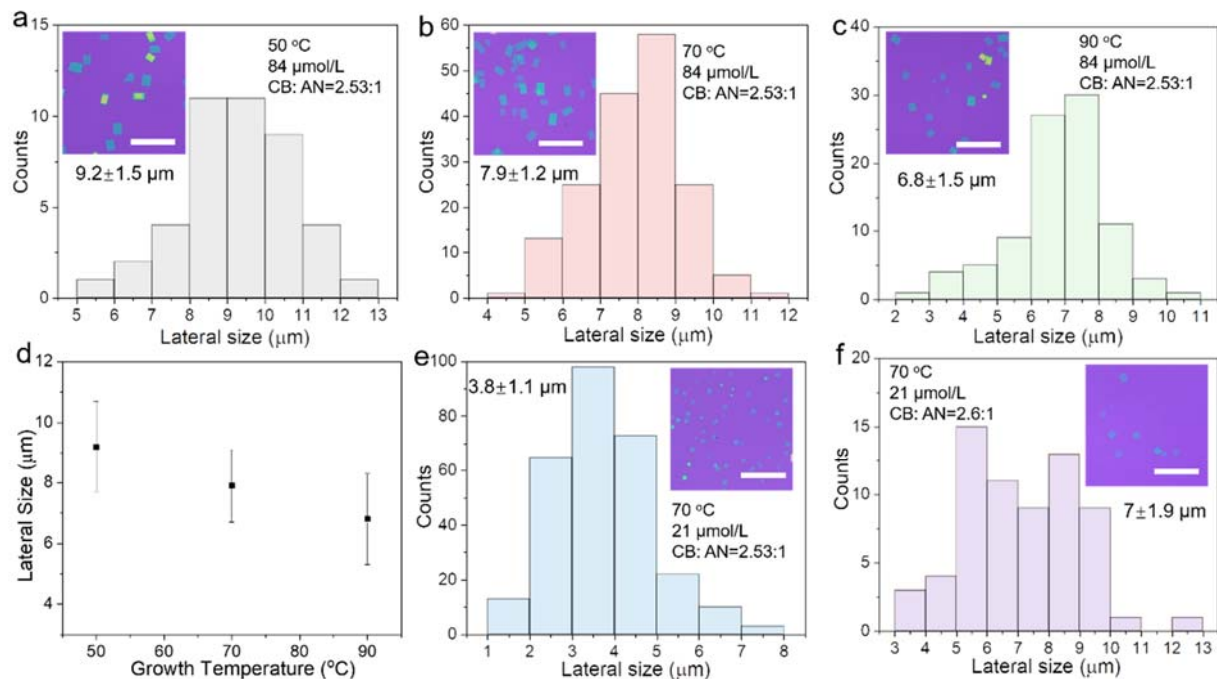 a
15
10
5
0
Counts
50 °C
84 µmol/L
CB: AN=2.53:1
9.2±1.5 µm
5 6 7 8 9 10 11 12 13
Lateral size (µm)
b
60
50
40
30
20
10
0
Counts
70 °C
84 µmol/L
CB: AN=2.53:1
7.9±1.2 µm
4 5 6 7 8 9 10 11 12
Lateral size (µm)
c
40
30
20
10
0
Counts
90 °C
84 µmol/L
CB: AN=2.53:1
6.8±1.5 µm
2 3 4 5 6 7 8 9 10 11
Lateral size (µm)
d
12
10
8
6
4
Lateral Size (µm)
50 60 70 80 90
Growth Temperature (°C)
e
100
80
60
40
20
0
Counts
3.8±1.1 µm
70 °C
21 µmol/L
CB: AN=2.53:1
1 2 3 4 5 6 7 8
Lateral size (µm)
f
20
15
10
5
0
Counts
70 °C
21 µmol/L
CB: AN=2.6:1
7±1.9 µm
3 4 5 6 7 8 9 10 11 12 13
Lateral size (µm)